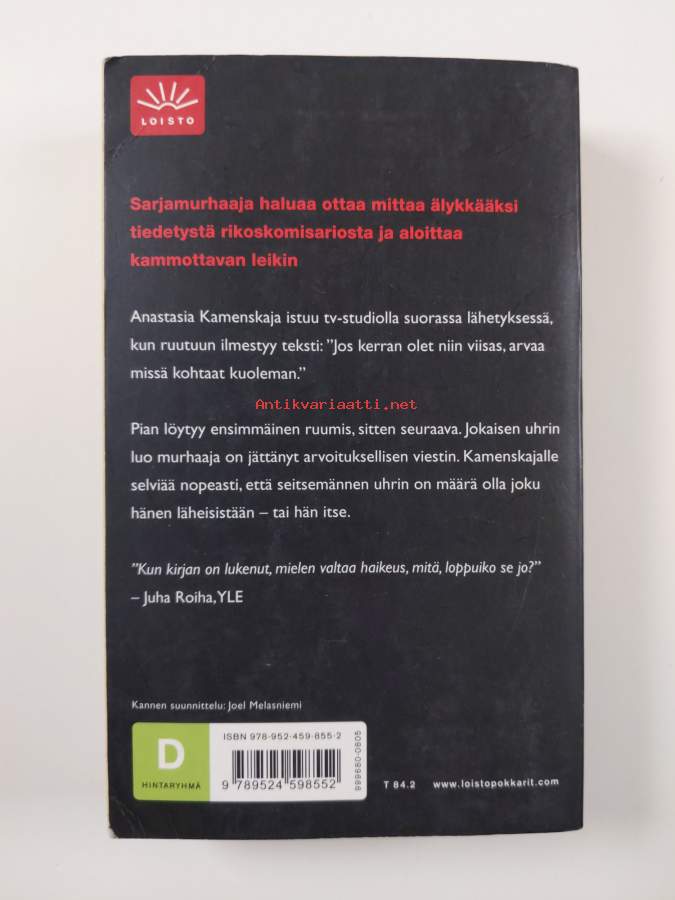 LOISTO
Sarjamurhaaja haluaa ottaa mittaa älykkääksi
tiedetystä rikoskomisariosta ja aloittaa
kammottavan leikin
Anastasia Kamenskaja istuu tv-studiolla suorassa lähetyksessä,
kun ruutuun ilmestyy teksti: ”Jos kerran olet niin viisas, arvaa
missä kohtaat kuoleman.”
Antikvariaatti.net
Pian löytyy ensimmäinen ruumis, sitten seuraava. Jokaisen uhrin
luo murhaaja on jättänyt arvoituksellisen viestin. Kamenskajalle
selviää nopeasti, että seitsemännen uhrin on määrä olla joku
hänen läheisistään – tai hän itse.
”Kun kirjan on lukenut, mielen valtaa haikeus, mitä, loppuiko se jo?”
– Juha Roiha, YLE
Kannen suunnittelu: Joel Melasniemi
D
HINTARYHMÄ
ISBN 978-952-459-855-2
9 789524 598552
999680-0805
T 84.2 www.loistopokkarit.com